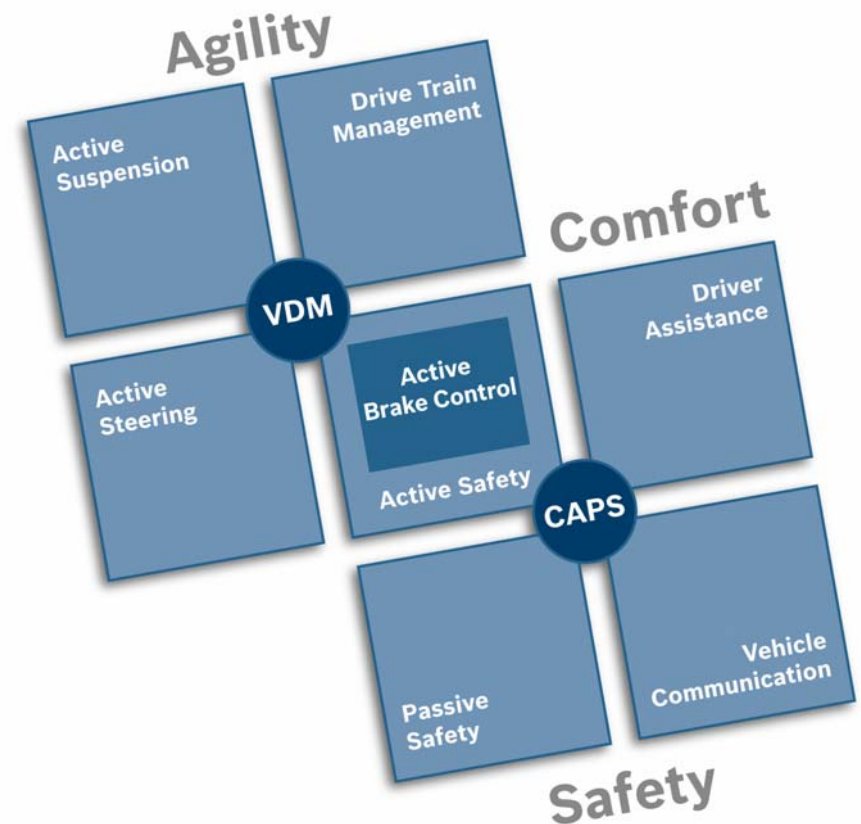 Agility
Drive Train
Management
Active
Suspension
Comfort
VDM
Driver
Assistance
Active
Brake Control
Active
Steering
Active Safety
CAPS
Vehicle
Communication
Passive
Safety
Safety